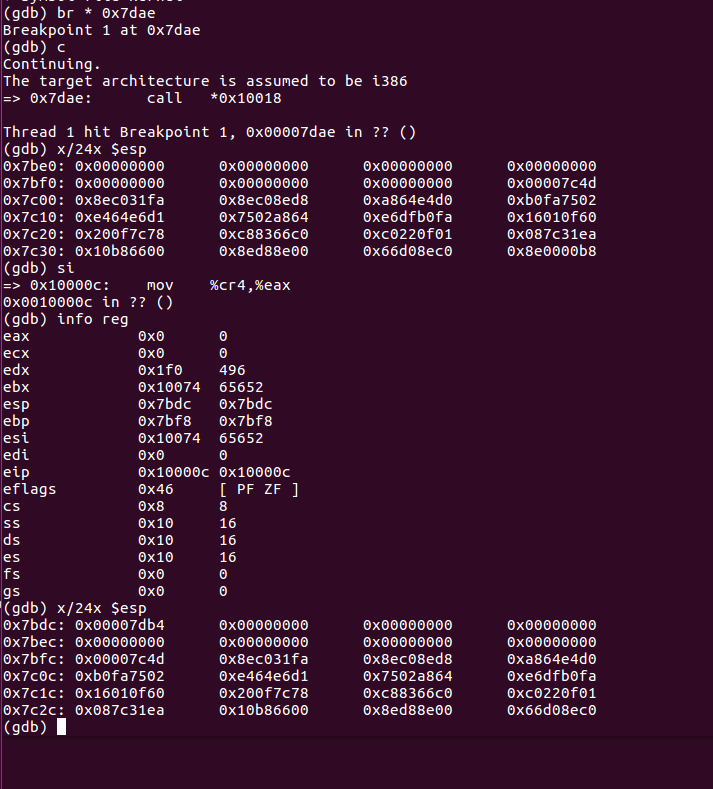 (gdb) br * 0x7dae
Breakpoint 1 at 0x7dae
(gdb) c
Continuing.
The target architecture is assumed to be i386
=> 0x7dae:      call   *0x10018
Thread 1 hit Breakpoint 1, 0x00007dae in ?? ()
(gdb) x/24x $esp
0x7be0: 0x00000000      0x00000000      0x00000000      0x00000000
0x7bf0: 0x00000000      0x00000000      0x00000000      0x00007c4d
0x7c00: 0x8ec031fa      0x8ec08ed8      0xa864e4d0      0xb0fa7502
0x7c10: 0xe464e6d1      0x7502a864      0xe6dfb0fa      0x16010f60
0x7c20: 0x200f7c78      0xc88366c0      0xc0220f01      0x087c31ea
0x7c30: 0x10b86600      0x8ed88e00      0x66d08ec0      0x8e0000b8
(gdb) si
=> 0x10000c:    mov    %cr4,%eax
0x0010000c in ?? ()
(gdb) info reg
eax            0x0      0
ecx            0x0      0
edx            0x1f0    496
ebx            0x10074  65652
esp            0x7bdc   0x7bdc
ebp            0x7bf8   0x7bf8
esi            0x10074  65652
edi            0x0      0
eip            0x10000c 0x10000c
eflags         0x46     [ PF ZF ]
cs             0x8      8
ss             0x10     16
ds             0x10     16
es             0x10     16
fs             0x0      0
gs             0x0      0
(gdb) x/24x $esp
0x7bdc: 0x00007db4      0x00000000      0x00000000      0x00000000
0x7bec: 0x00000000      0x00000000      0x00000000      0x00000000
0x7bfc: 0x00007c4d      0x8ec031fa      0x8ec08ed8      0xa864e4d0
0x7c0c: 0xb0fa7502      0xe464e6d1      0x7502a864      0xe6dfb0fa
0x7c1c: 0x16010f60      0x200f7c78      0xc88366c0      0xc0220f01
0x7c2c: 0x087c31ea      0x10b86600      0x8ed88e00      0x66d08ec0
(gdb)